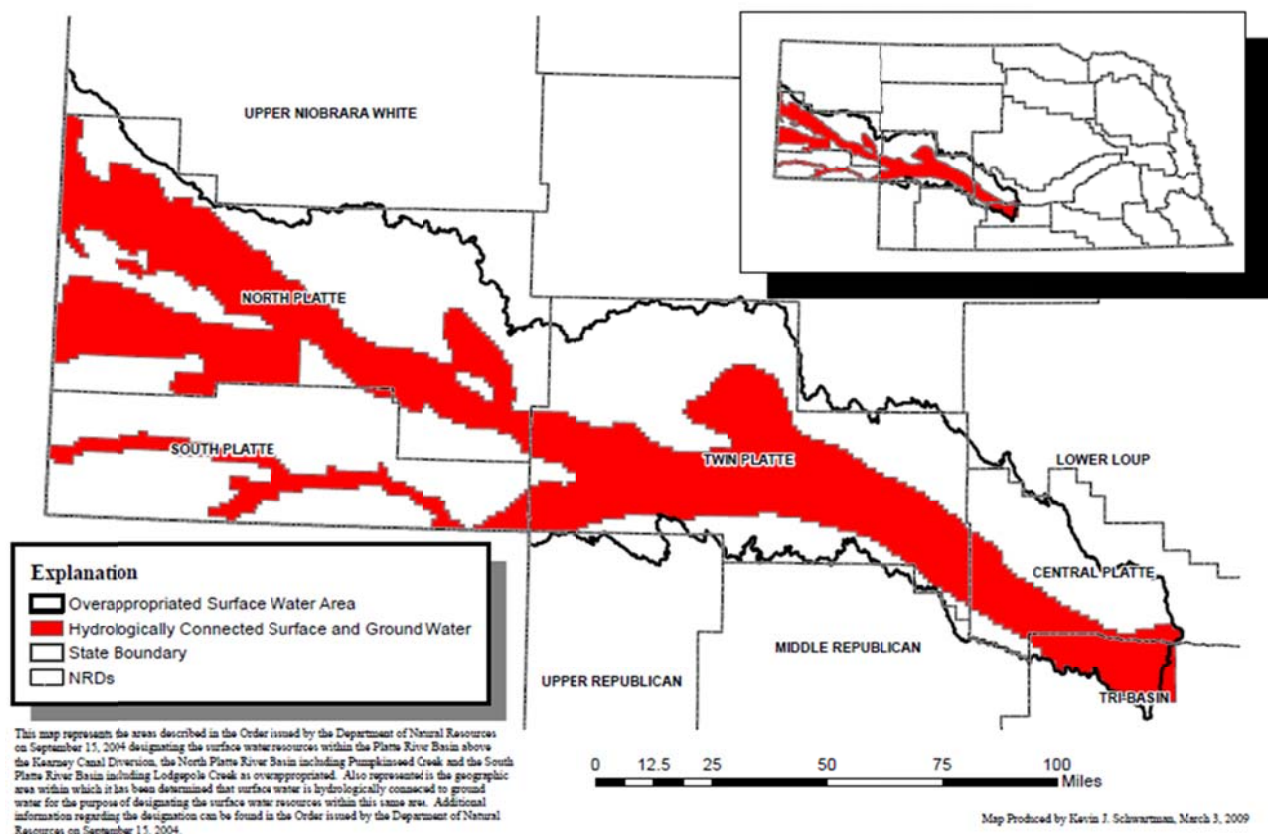 UPPER NIOBRARA WHITE
NORTH PLATTE
SOUTH PLATTE
TWIN PLATTE
LOWER LOUP
CENTRAL PLATTE
MIDDLE REPUBLICAN
UPPER REPUBLICAN
TRI-BASIN
Explanation
Overappropriated Surface Water Area
Hydrologically Connected Surface and Ground Water
State Boundary
NRDs
This map represents the areas described in the Order issued by the Department of Natural Resources
on September 15, 2004 designating the surface water resources within the Platte River Basin above
the Kearney Canal Diversion, the North Platte River Basin including Pumpkinseed Creek and the South
Platte River Basin including Lodgepole Creek as overappropriated. Also represented is the geographic
area within which it has been determined that surface water is hydrologically connected to ground
water for the purpose of designating the surface water resources within this same area. Additional
information regarding the designation can be found in the Order issued by the Department of Natural
Resources on September 15, 2004.
0 12.5 25 50 75 100
Miles
Map Produced by Kevin J. Schwartman, March 3, 2009